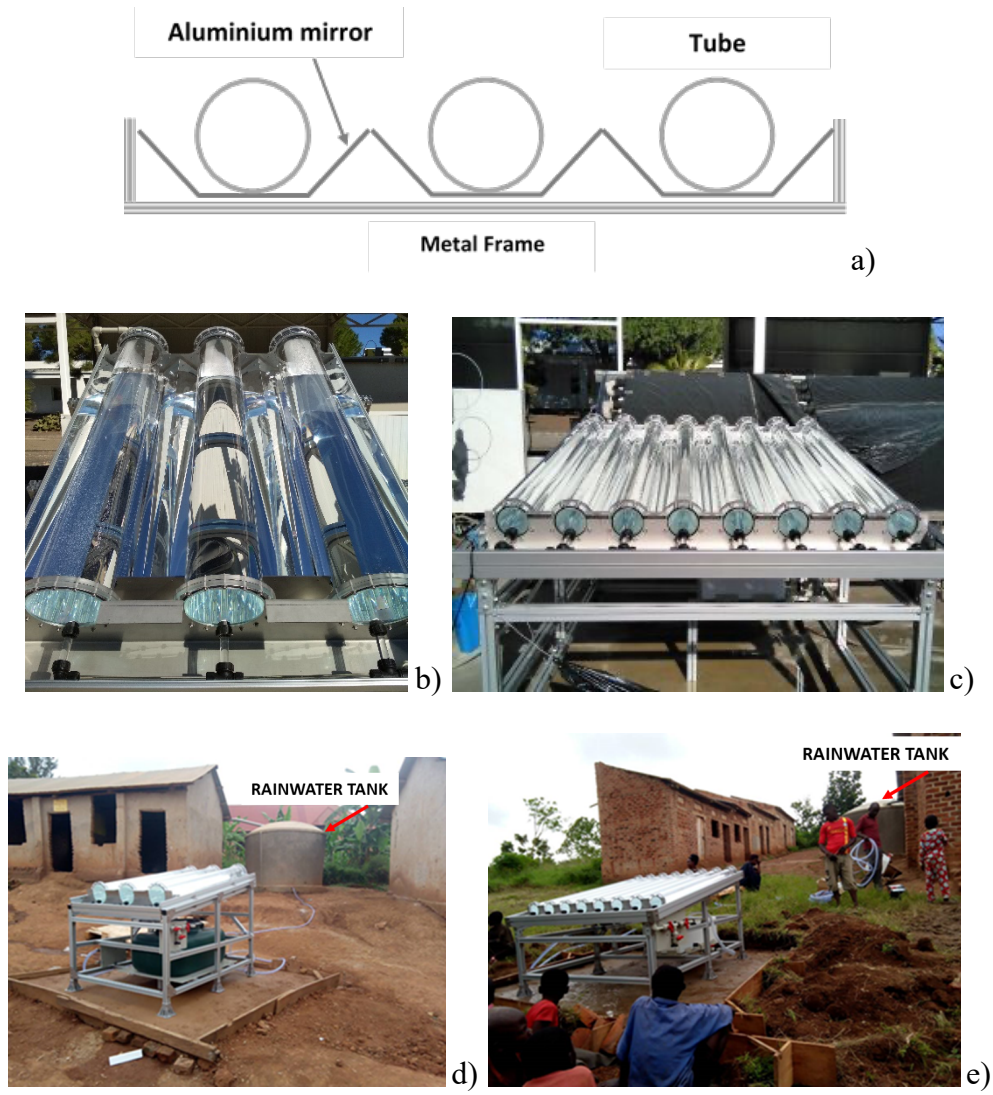 Aluminium mirror
Tube
Metal Frame
a)
b)
c)
RAINWATER TANK
d)
RAINWATER TANK
e)